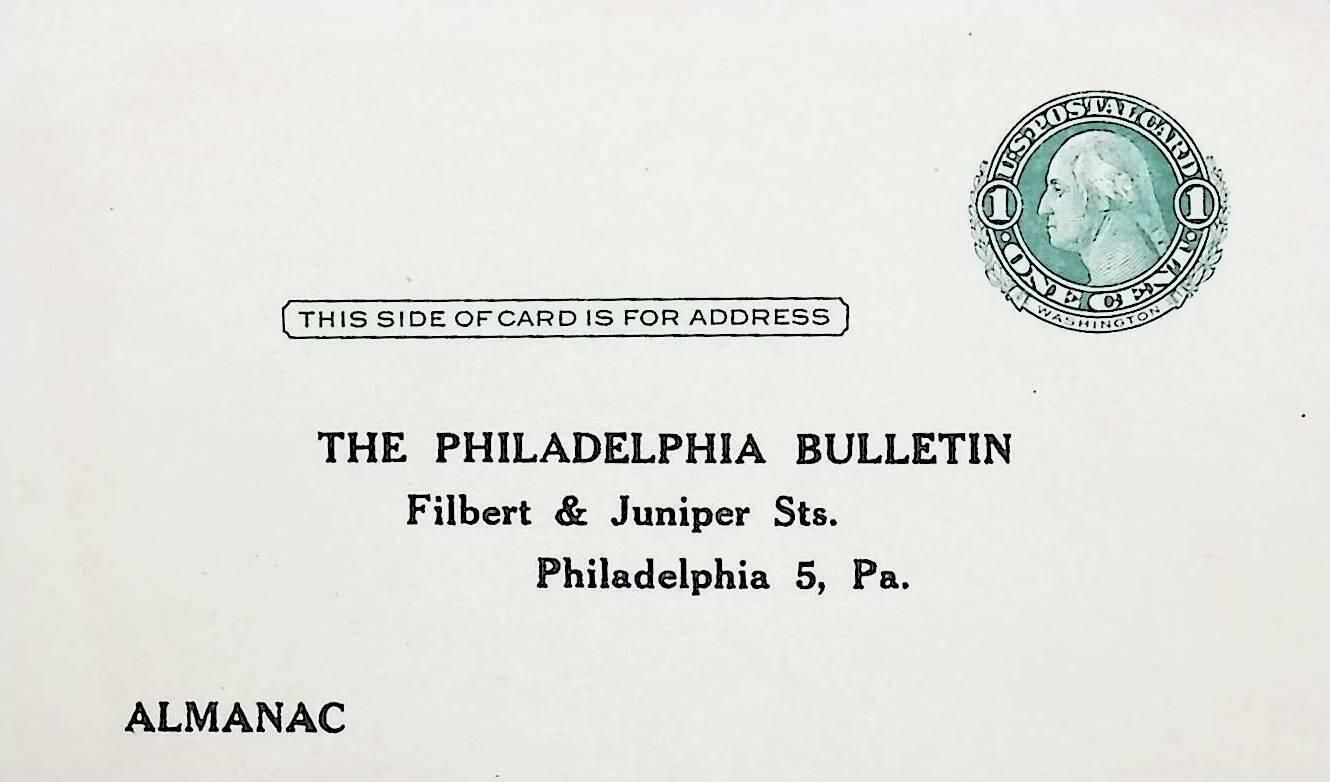 U.S. POSTAL CARD
1 1
ONE CENT
WASHINGTON
THIS SIDE OF CARD IS FOR ADDRESS
THE PHILADELPHIA BULLETIN
Filbert & Juniper Sts.
Philadelphia 5, Pa.
ALMANAC